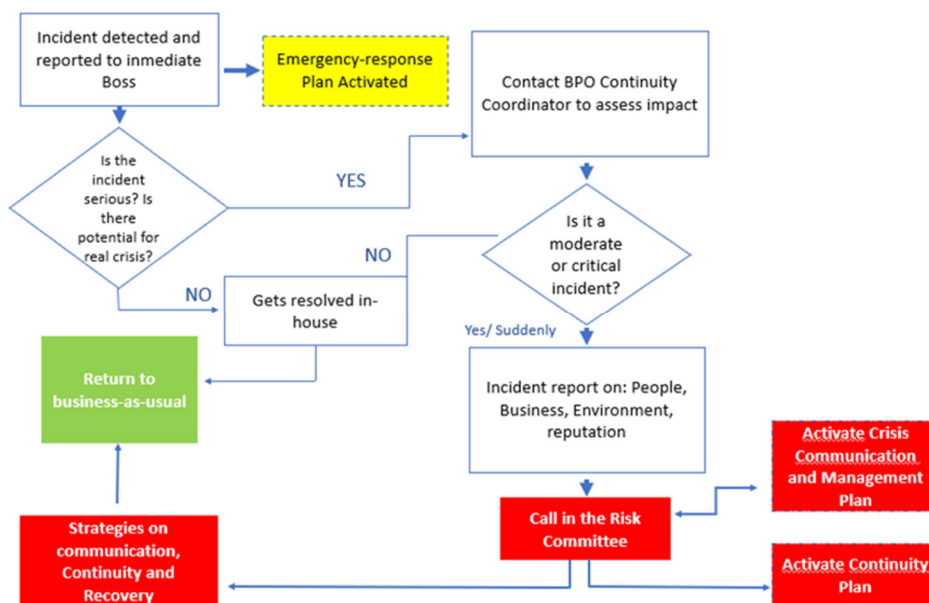 Incident detected and
reported to inmediate
Boss
Emergency-response
Plan Activated
Contact BPO Continuity
Coordinator to assess impact
Is the
incident
serious? Is
there
potential for
real crisis?
YES
Is it a
moderate
or critical
incident?
NO
NO
Gets resolved in-
house
Yes/ Suddenly
Return to
business-as-usual
Incident report on: People,
Business, Environment,
reputation
Activate Crisis
Communication
and Management
Plan
Call in the Risk
Committee
Strategies on
communication,
Continuity and
Recovery
Activate Continuity
Plan